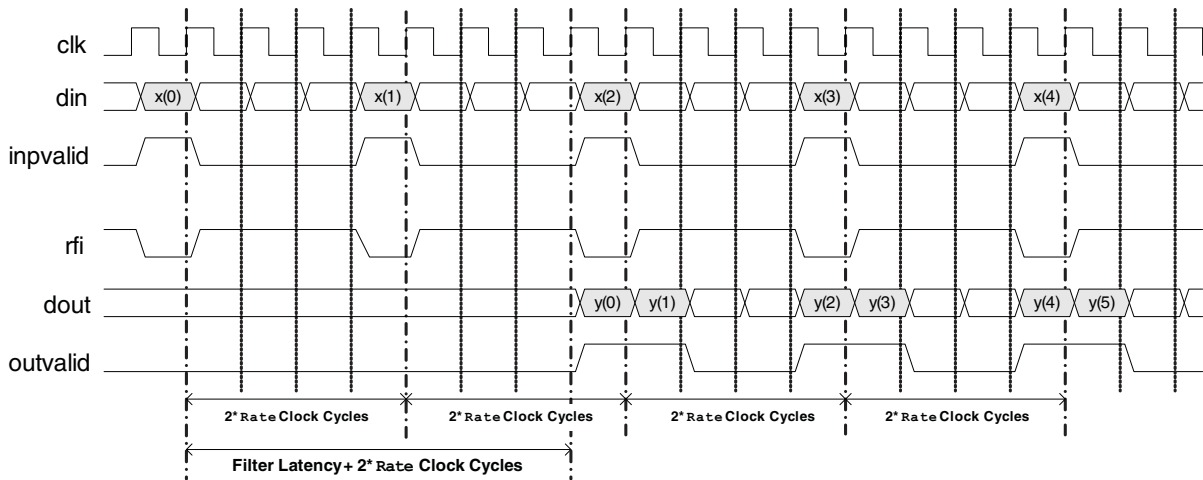 clk
din x(0) x(1) x(2) x(3) x(4)
inpvalid
rfi
dout y(0) y(1) y(2) y(3) y(4) y(5)
outvalid
2* Rate Clock Cycles 2* Rate Clock Cycles 2* Rate Clock Cycles 2* Rate Clock Cycles
Filter Latency + 2* Rate Clock Cycles